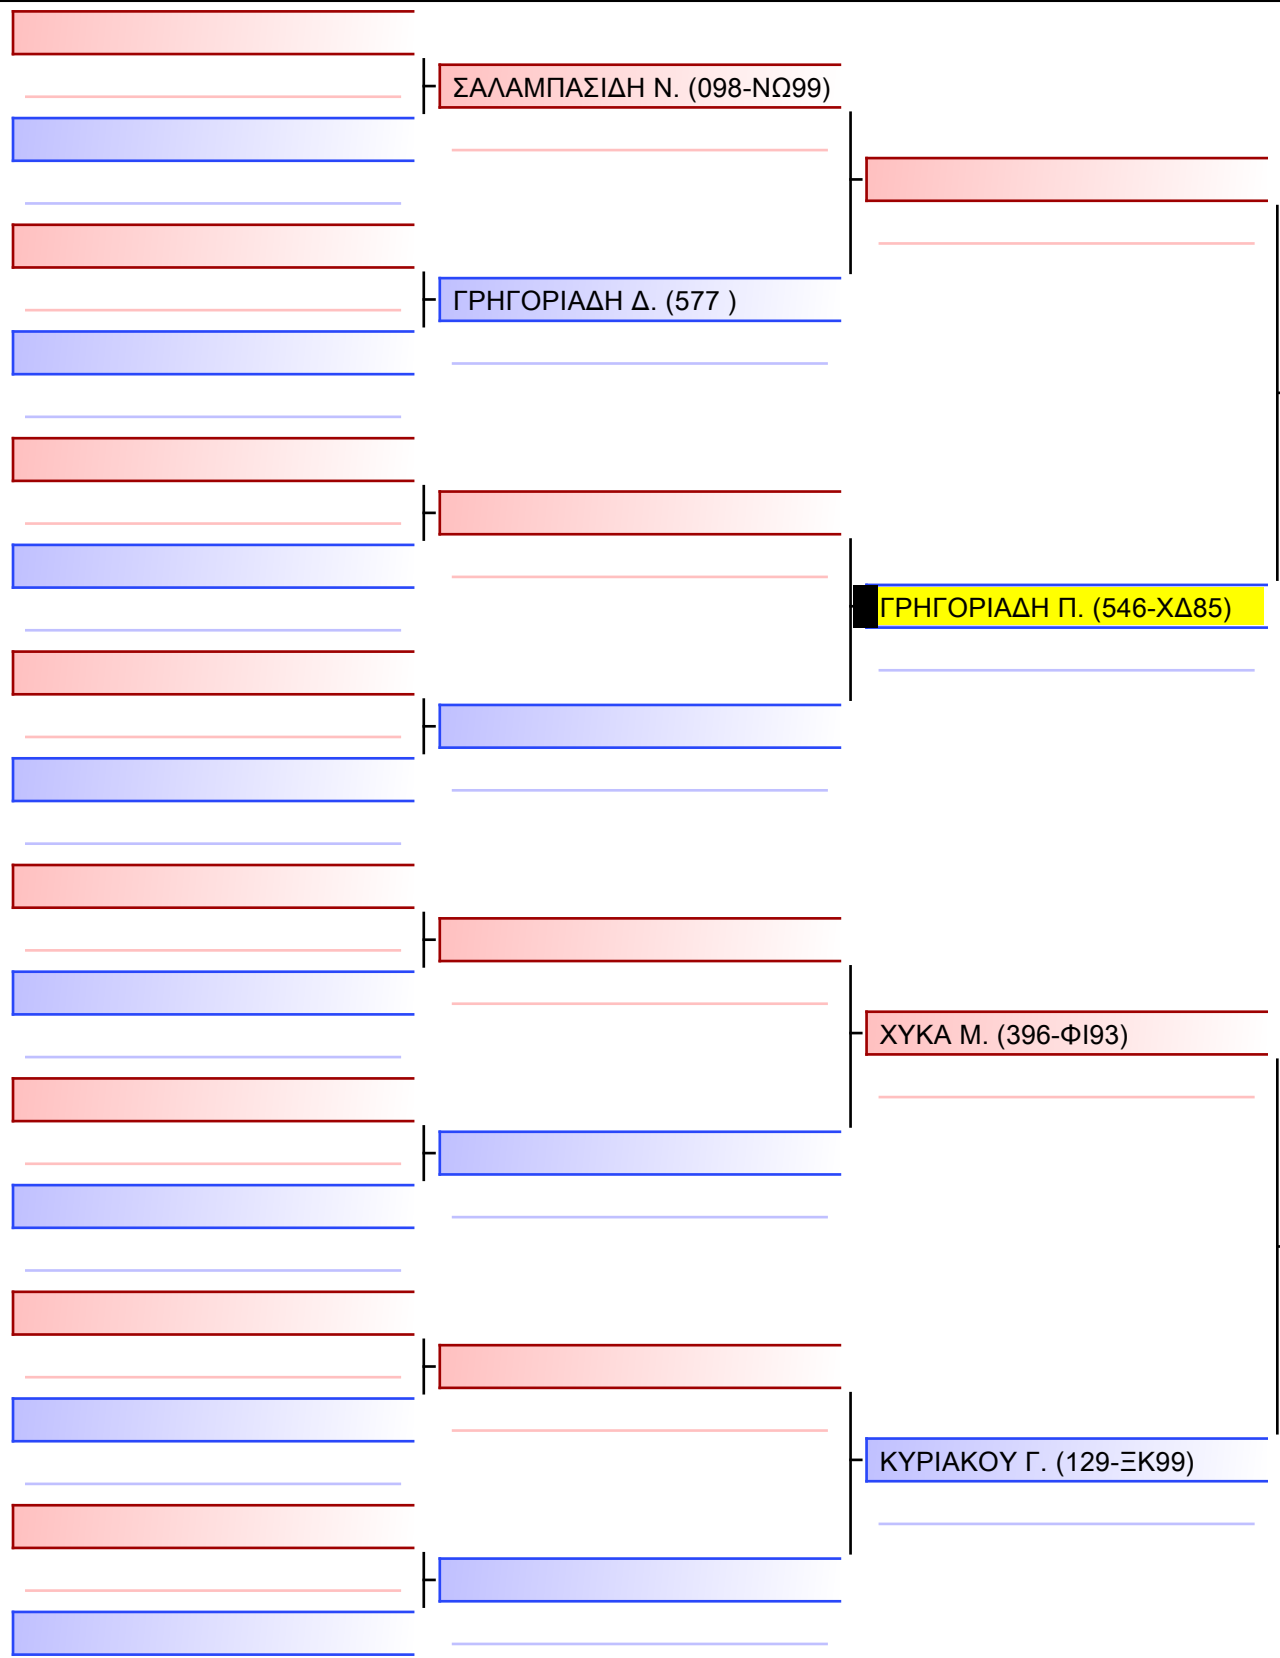 ΣΑΛΑΜΠΑΣΙΔΗ Ν. (098-ΝΩ99)
ΓΡΗΓΟΡΙΑΔΗ Δ. (577 )
ΓΡΗΓΟΡΙΑΔΗ Π. (546-ΧΔ85)
ΧΥΚΑ Μ. (396-ΦΙ93)
ΚΥΡΙΑΚΟΥ Γ. (129-ΞΚ99)